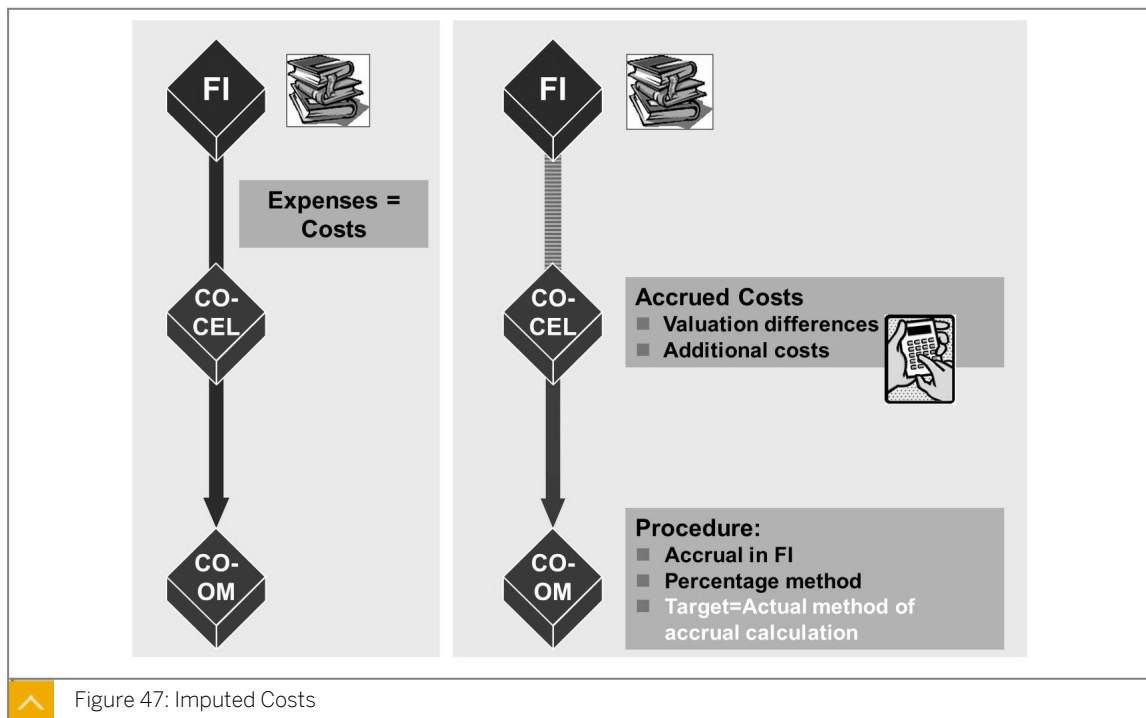 FI
Expenses =
Costs
CO-
CEL
CO-
OM
FI
CO-
CEL
Accrued Costs
Valuation differences
Additional costs
CO-
OM
Procedure:
Accrual in FI
Percentage method
Target=Actual method of
accrual calculation
Figure 47: Imputed Costs